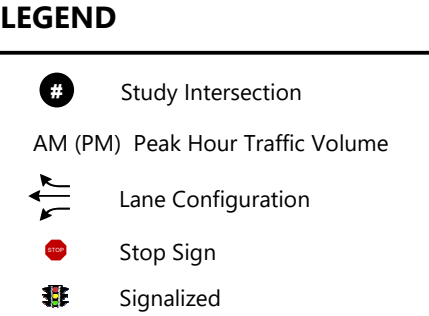 LEGEND
# Study Intersection
AM (PM) Peak Hour Traffic Volume
Lane Configuration
STOP Stop Sign
Signalized